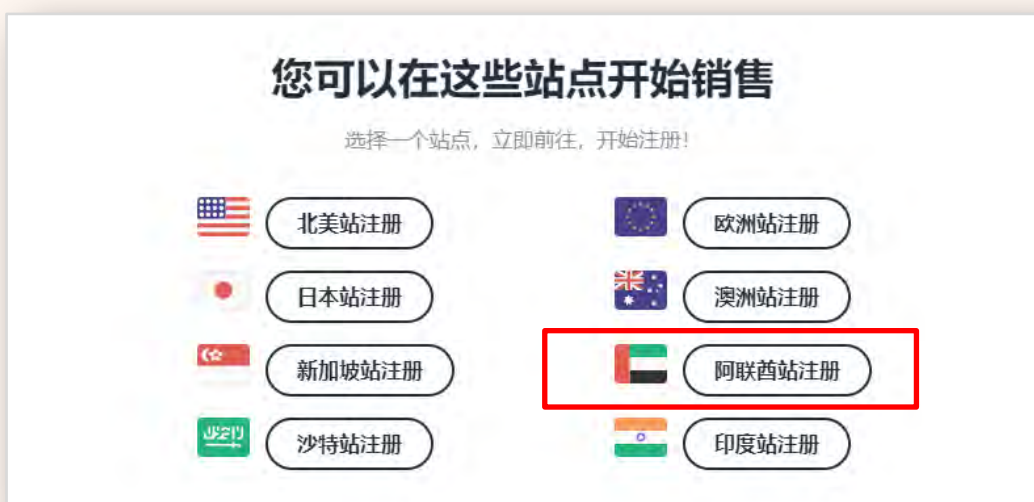 您可以在这些站点开始销售
选择一个站点，立即前往，开始注册!
北美站注册
欧洲站注册
日本站注册
澳洲站注册
新加坡站注册
阿联酋站注册
沙特站注册
印度站注册